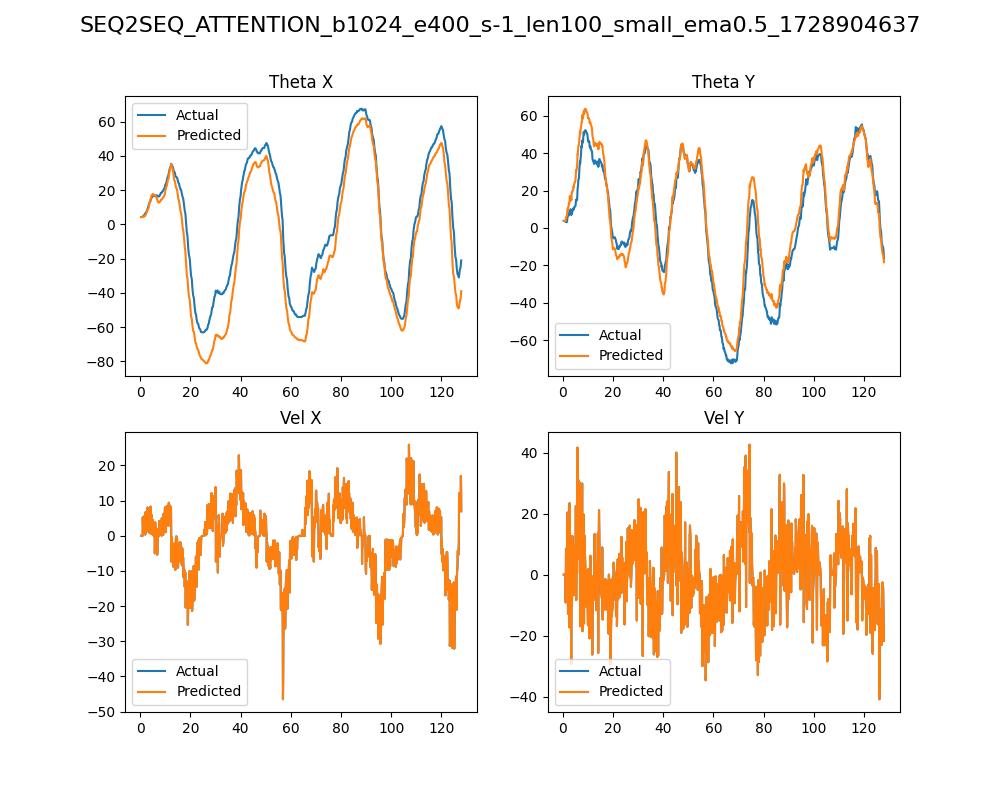 SEQ2SEQ_ATTENTION_b1024_e400_s-1_len100_small_ema0.5_1728904637
Theta X
Actual
Predicted
60
40
20
0
−20
−40
−60
−80
0 20 40 60 80 100 120
Theta Y
60
40
20
0
−20
−40
−60
Actual
Predicted
0 20 40 60 80 100 120
Vel X
20
10
0
−10
−20
−30
−40
−50
Actual
Predicted
0 20 40 60 80 100 120
Vel Y
40
20
0
−20
−40
Actual
Predicted
0 20 40 60 80 100 120